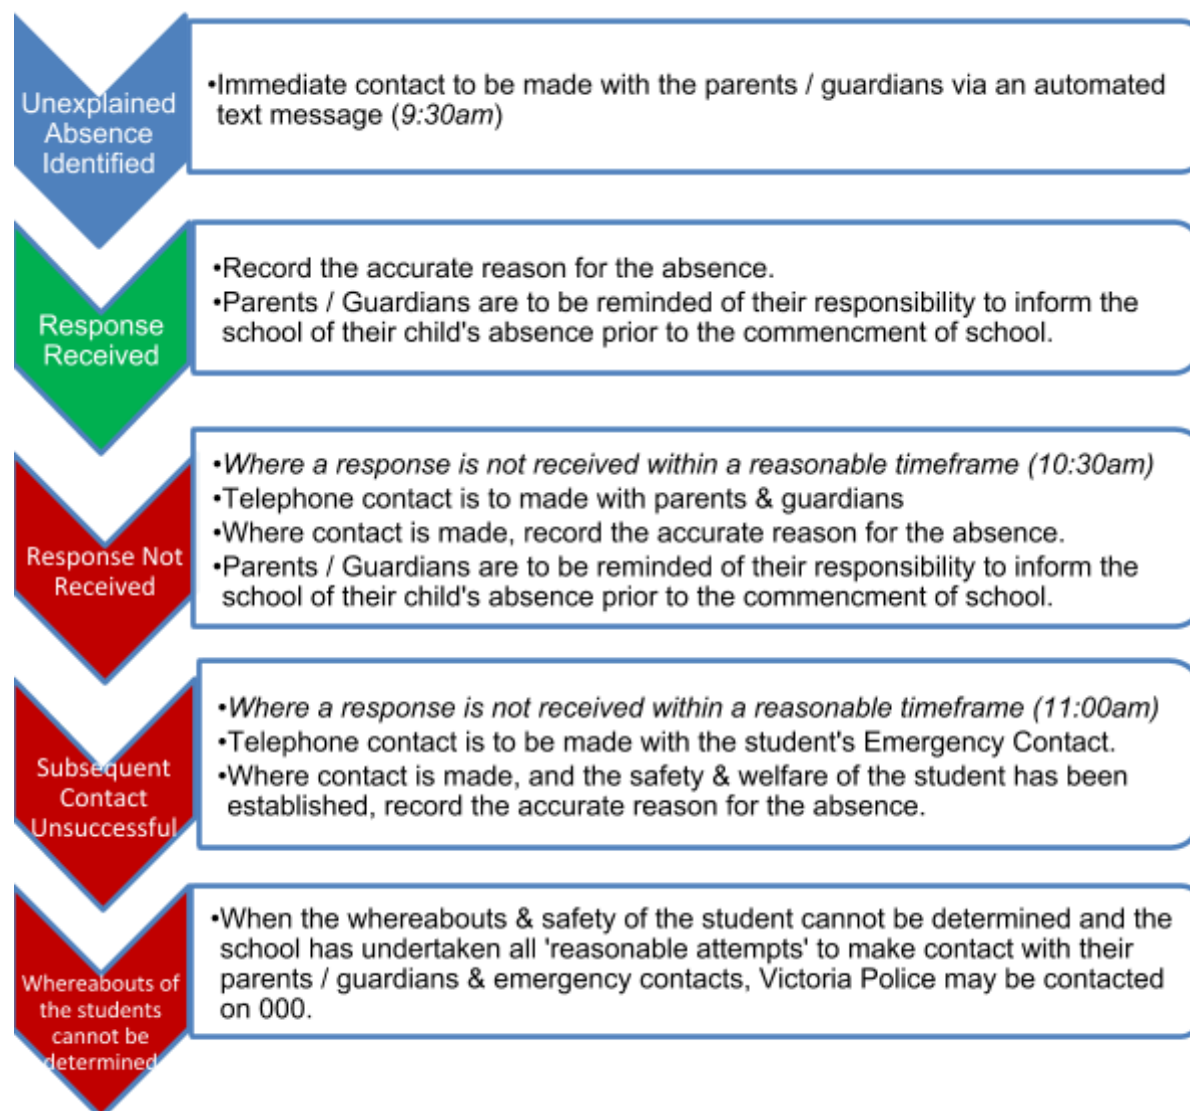 Unexplained
Absence
Identified
•Immediate contact to be made with the parents / guardians via an automated
text message (9:30am)
Response
Received
•Record the accurate reason for the absence.
•Parents / Guardians are to be reminded of their responsibility to inform the
school of their child's absence prior to the commencment of school.
Response Not
Received
•Where a response is not received within a reasonable timeframe (10:30am)
•Telephone contact is to made with parents & guardians
•Where contact is made, record the accurate reason for the absence.
•Parents / Guardians are to be reminded of their responsibility to inform the
school of their child's absence prior to the commencment of school.
Subsequent
Contact
Unsuccessful
•Where a response is not received within a reasonable timeframe (11:00am)
•Telephone contact is to be made with the student's Emergency Contact.
•Where contact is made, and the safety & welfare of the student has been
established, record the accurate reason for the absence.
Whereabouts of
the students
cannot be
determined
•When the whereabouts & safety of the student cannot be determined and the
school has undertaken all 'reasonable attempts' to make contact with their
parents / guardians & emergency contacts, Victoria Police may be contacted
on 000.